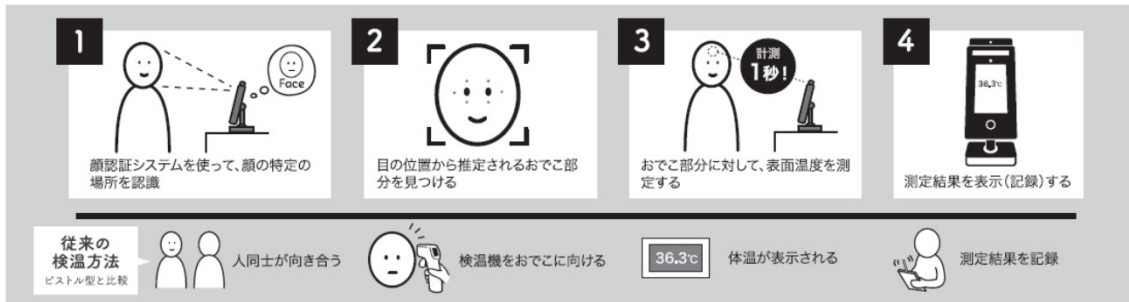 1
Face
顔認証システムを使って、顔の特定の
場所を認識
2
目の位置から推定されるおでこ部
分を見つける
3
計測
1秒!
おでこ部分に対して、表面温度を測
定する
4
36.3℃
測定結果を表示(記録)する
従来の
検温方法
ピストル型と比較
人同士が向き合う
検温機をおでこに向ける
36.3℃
体温が表示される
測定結果を記録